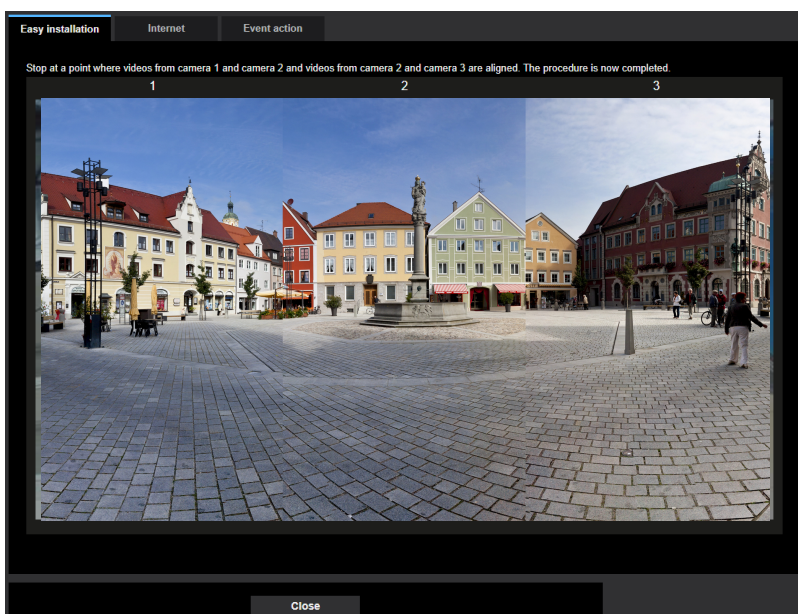 Easy installation Internet Event action
Stop at a point where videos from camera 1 and camera 2 and videos from camera 2 and camera 3 are aligned. The procedure is now completed.
1 2 3
Close